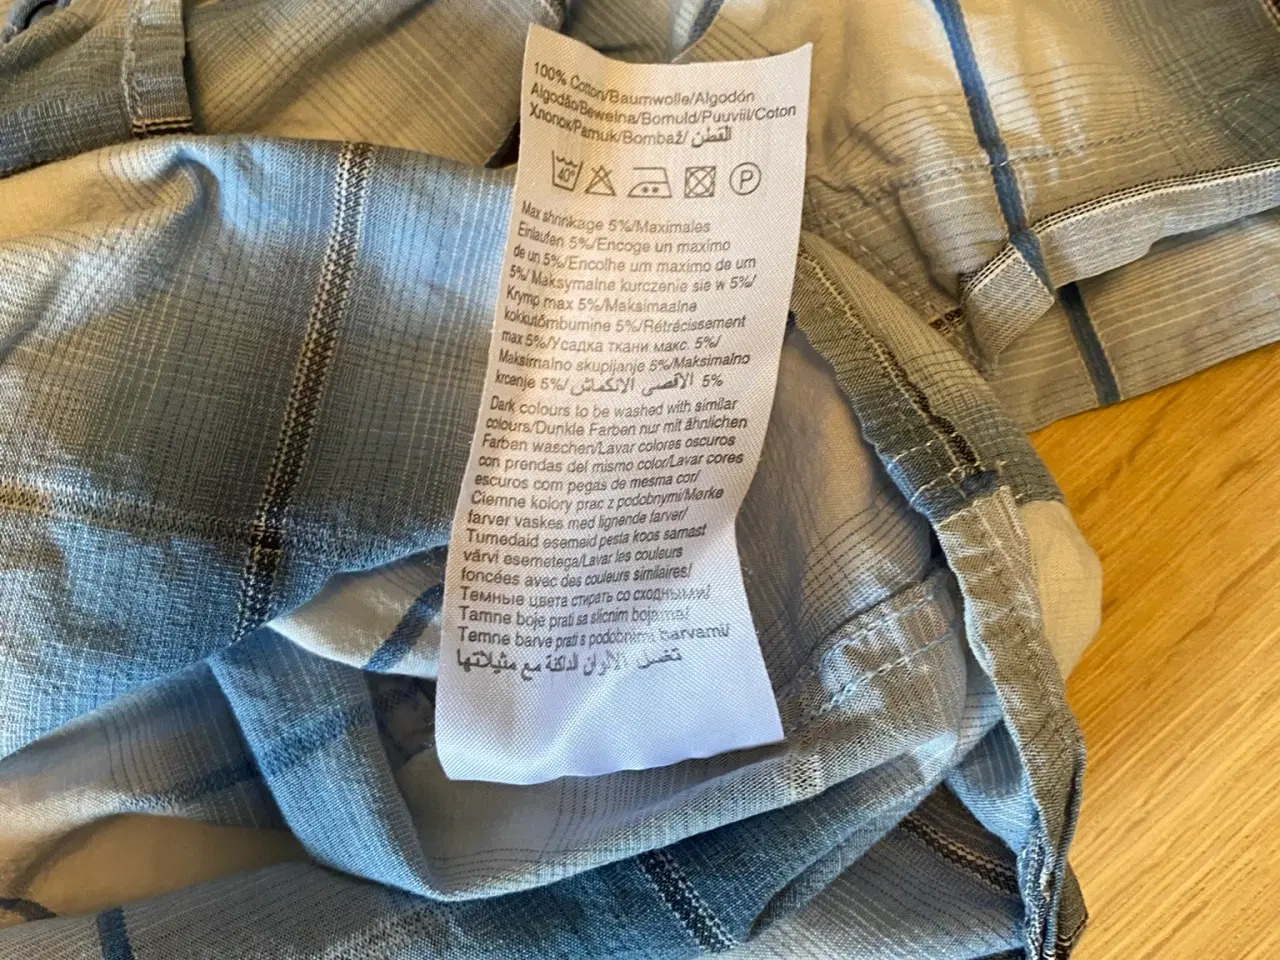 100% Cotton/Baumwolle/Algodón
Algodão/Bewełna/Bomuld/Puuvill/Coton
Хлопок/Pamuk/Bombaž/ القطن
40° P
Max shrinkage 5%/Maximales
Einlaufen 5%/Encoge un maximo
de un 5%/Encolhe um maximo de um
5%/ Maksymalne kurczenie sie w 5%/
Krymp max 5%/Maksimaalne
kokkutõmbumine 5%/Rétrécissement
max 5%/Усадка ткани макс. 5%/
Maksimalno skupijanje 5%/Maksimalno
krcenje 5%/ الأقصى الانكماش 5%
Dark colours to be washed with similar
colours/Dunkle Farben nur mit ähnlichen
Farben waschen/Lavar colores oscuros
con prendas del mismo color/Lavar cores
escuros com pegas de mesma cor/
Ciemne kolory prac z podobnymi/Mørke
farver vaskes med lignende farver/
Tumedaid esemeid pesta koos samast
värvi esemetega/Lavar les couleurs
foncées avec des couleurs similaires/
Темные цвета стирать со сходными/
Tamne boje prati sa slicnim bojama/
Temne barve prati s podobnimi barvami/
تغسل الألوان الداكنة مع مثيلاتها